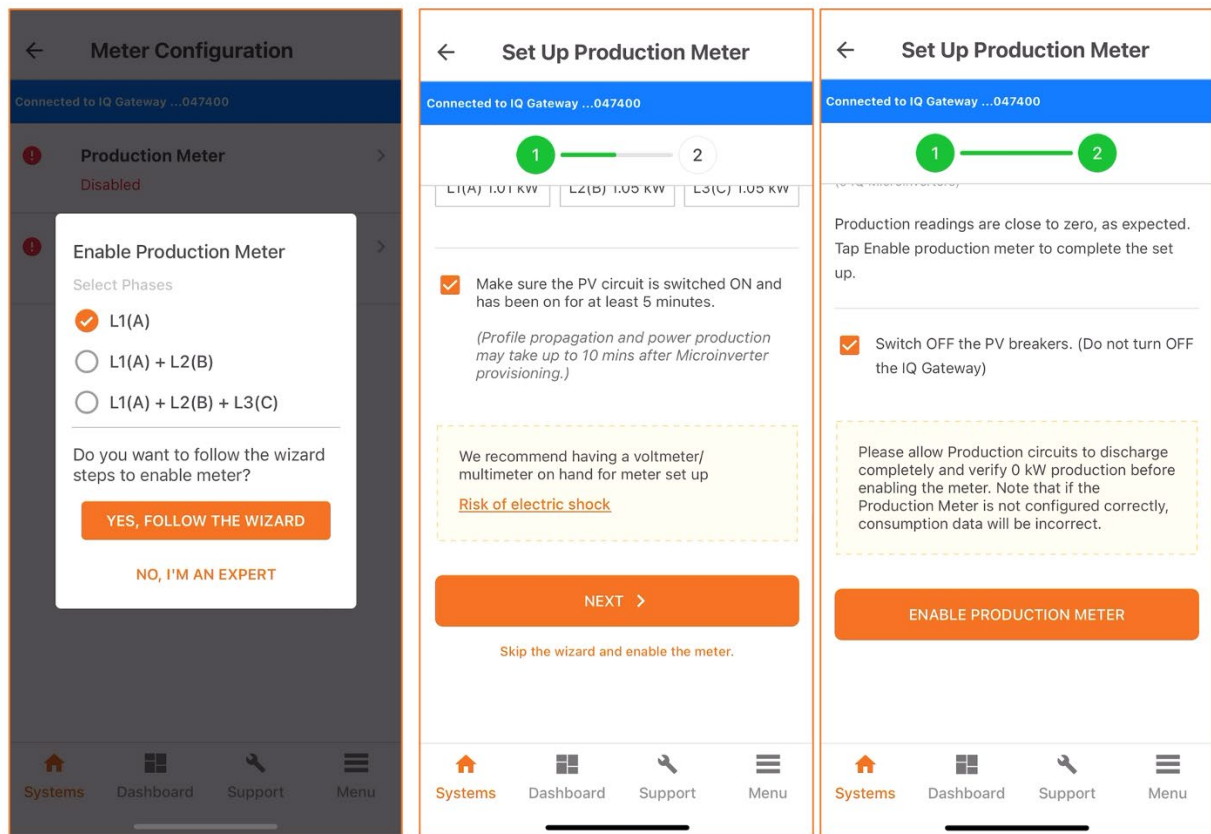 Meter Configuration
Connected to IQ Gateway ...047400
Production Meter
Disabled
Enable Production Meter
Select Phases
L1(A)
L1(A) + L2(B)
L1(A) + L2(B) + L3(C)
Do you want to follow the wizard
steps to enable meter?
YES, FOLLOW THE WIZARD
NO, I'M AN EXPERT
Systems
Dashboard
Support
Menu
Set Up Production Meter
Connected to IQ Gateway ...047400
1
2
L1(A) 1.01 kW
L2(B) 1.05 kW
L3(C) 1.05 kW
Make sure the PV circuit is switched ON and
has been on for at least 5 minutes.
(Profile propagation and power production
may take up to 10 mins after Microinverter
provisioning.)
We recommend having a voltmeter/
multimeter on hand for meter set up
Risk of electric shock
NEXT >
Skip the wizard and enable the meter.
Systems
Dashboard
Support
Menu
Set Up Production Meter
Connected to IQ Gateway ...047400
1
2
Production readings are close to zero, as expected.
Tap Enable production meter to complete the set
up.
Switch OFF the PV breakers. (Do not turn OFF
the IQ Gateway)
Please allow Production circuits to discharge
completely and verify 0 kW production before
enabling the meter. Note that if the
Production Meter is not configured correctly,
consumption data will be incorrect.
ENABLE PRODUCTION METER
Systems
Dashboard
Support
Menu